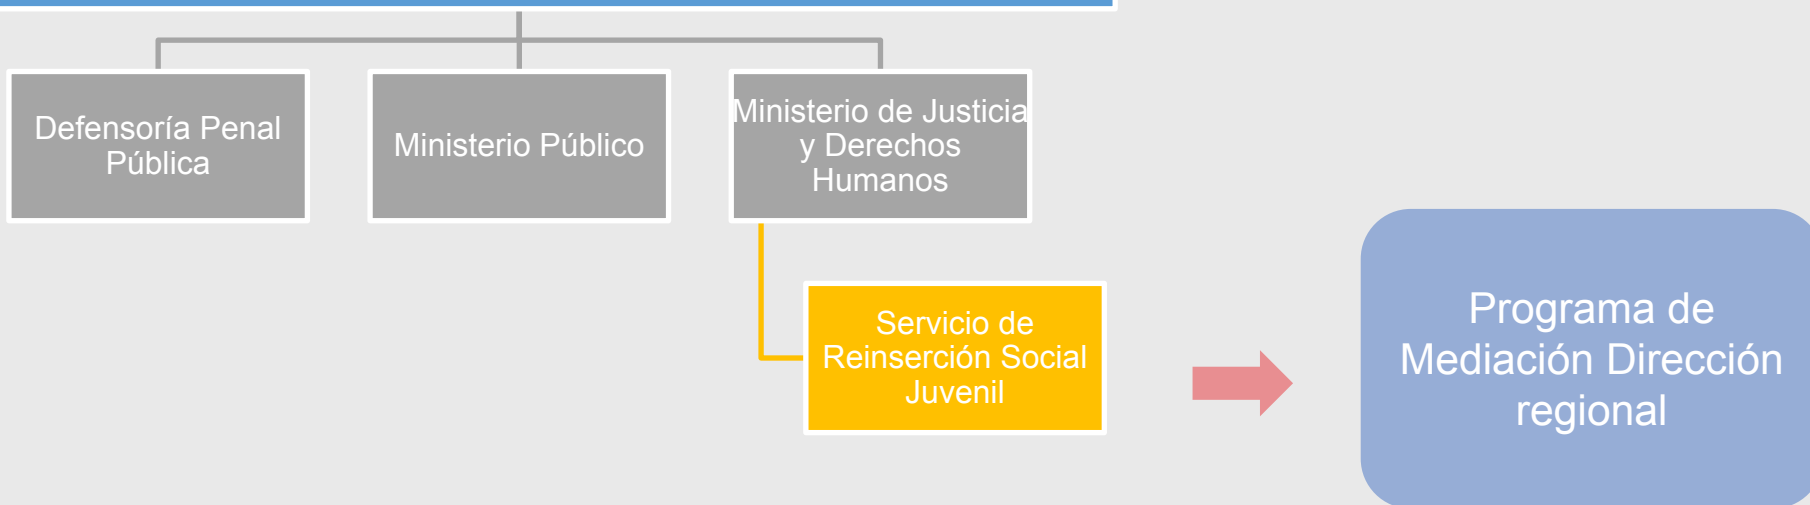 Defensoría Penal
Pública
Ministerio Público
Ministerio de Justicia
y Derechos
Humanos
Servicio de
Reinserción Social
Juvenil
Programa de
Mediación Dirección
regional